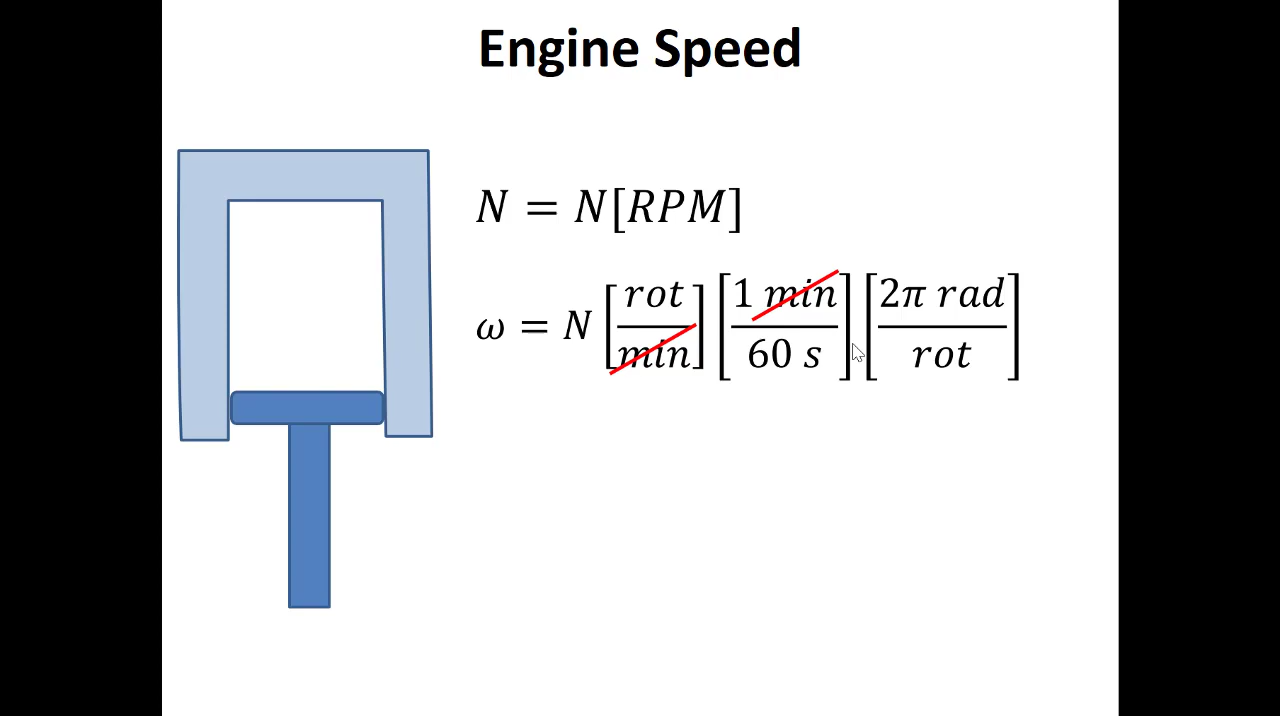 Engine Speed
N = N[RPM]
ω = N [rot/min] [1 min/60 s] [2π rad/rot]